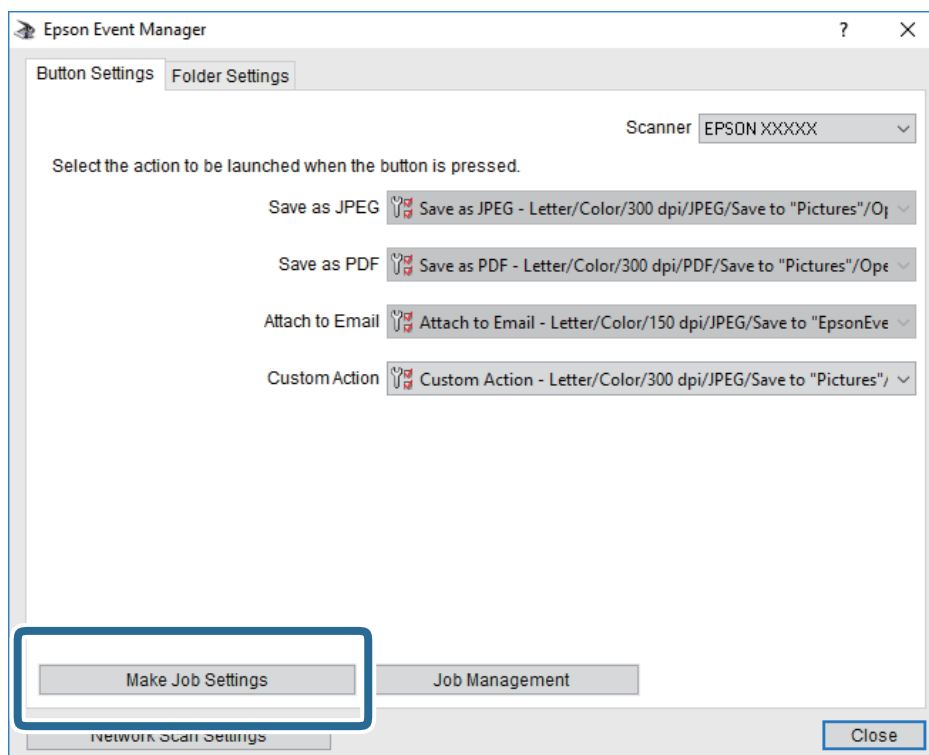 Epson Event Manager
Button Settings Folder Settings
Scanner EPSON XXXXX
Select the action to be launched when the button is pressed.
Save as JPEG Save as JPEG - Letter/Color/300 dpi/JPEG/Save to "Pictures"/Op
Save as PDF Save as PDF - Letter/Color/300 dpi/PDF/Save to "Pictures"/Ope
Attach to Email Attach to Email - Letter/Color/150 dpi/JPEG/Save to "EpsonEve
Custom Action Custom Action - Letter/Color/300 dpi/JPEG/Save to "Pictures"/
Make Job Settings Job Management
Network Scan Settings Close